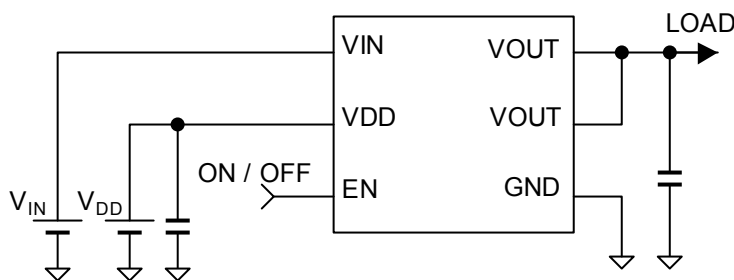 LOAD
VIN
VOUT
VDD
VOUT
ON / OFF
EN
GND
VIN
VDD